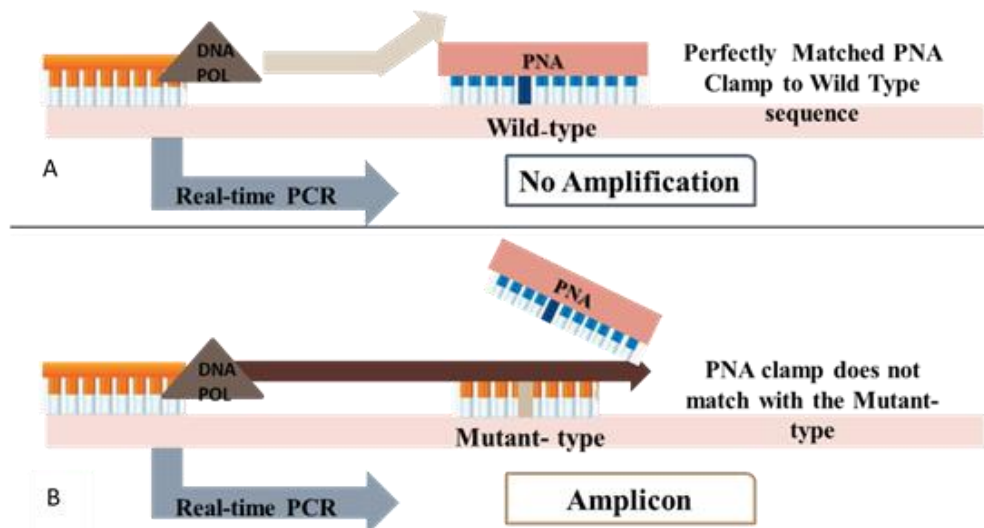 DNA
POL
PNA
Perfectly Matched PNA
Clamp to Wild Type
sequence
Wild-type
A
Real-time PCR
No Amplification
PNA
DNA
POL
PNA clamp does not
match with the Mutant-
type
Mutant- type
B
Real-time PCR
Amplicon